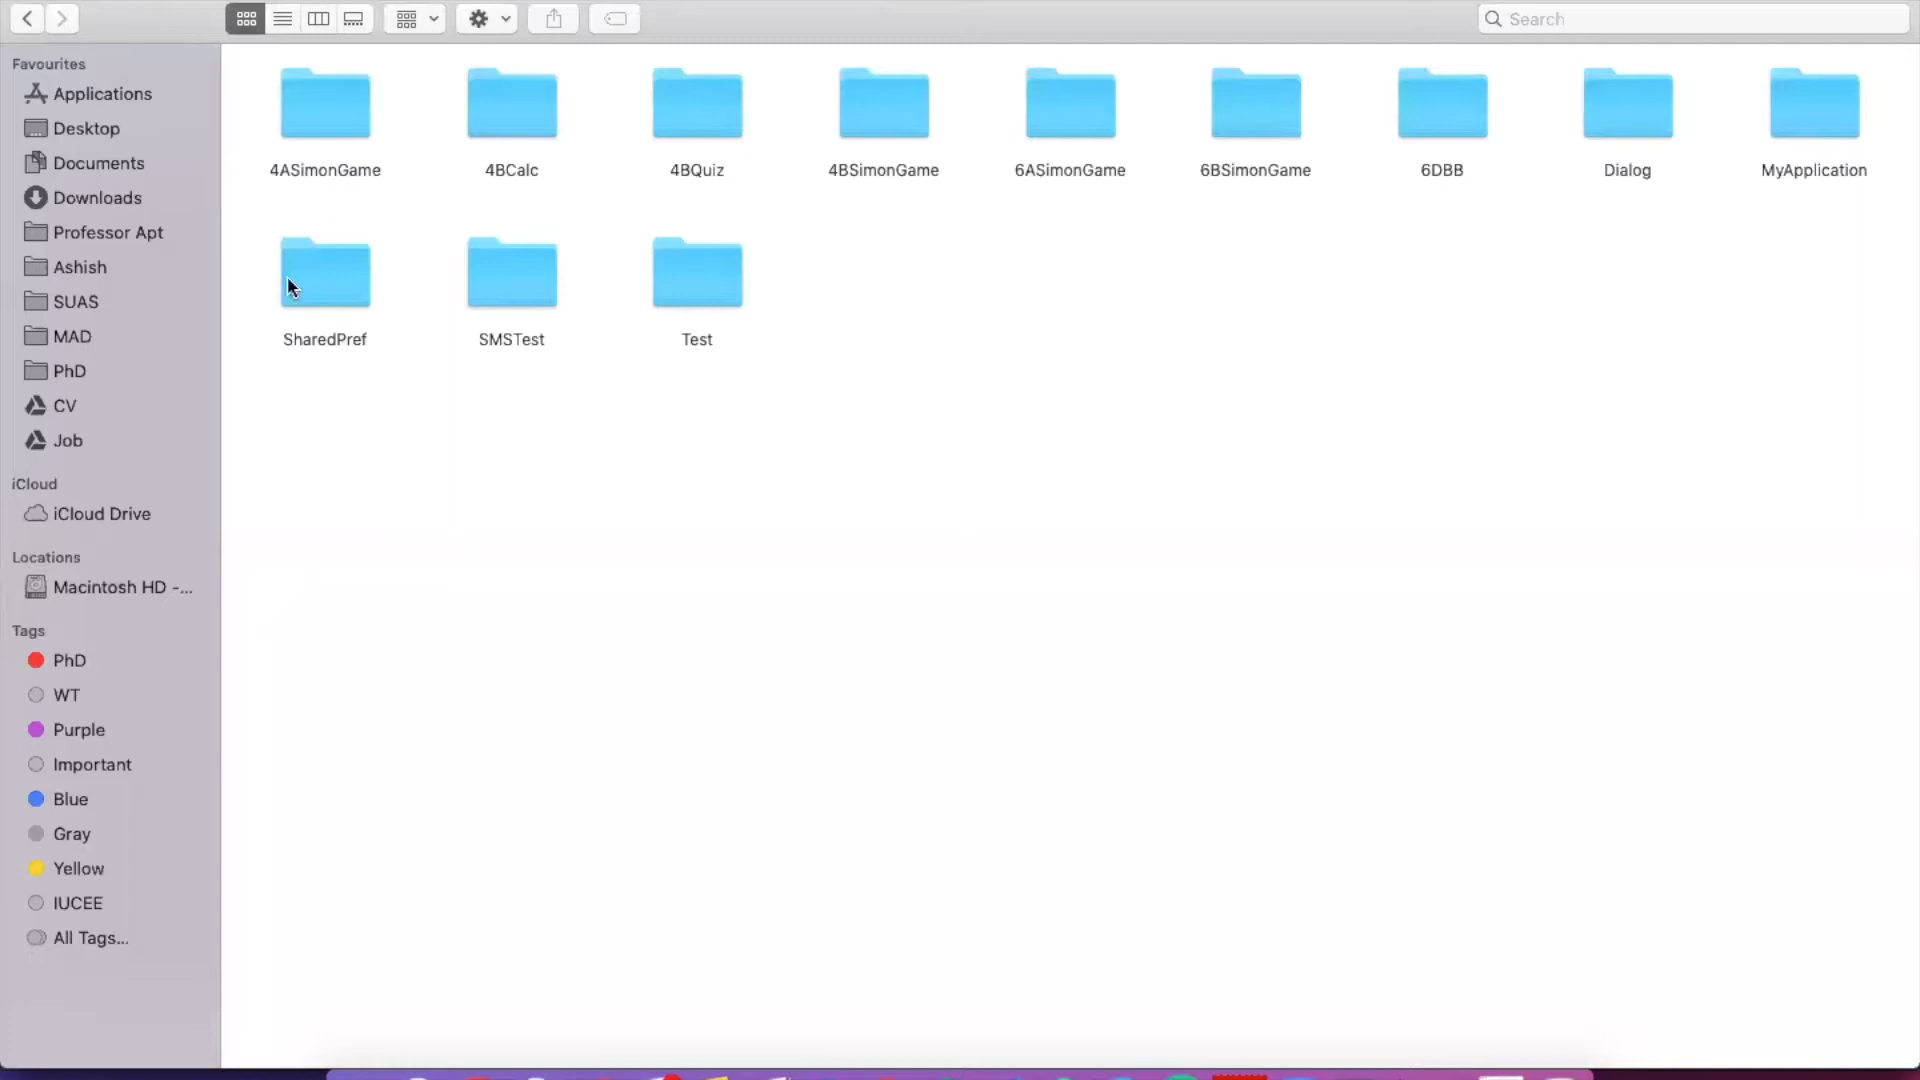 Search
Favourites
Applications
Desktop
Documents
Downloads
Professor Apt
Ashish
SUAS
MAD
PhD
CV
Job
iCloud
iCloud Drive
Locations
Macintosh HD -...
Tags
PhD
WT
Purple
Important
Blue
Gray
Yellow
IUCEE
All Tags...
4ASimonGame
4BCalc
4BQuiz
4BSimonGame
6ASimonGame
6BSimonGame
6DBB
Dialog
MyApplication
SharedPref
SMSTest
Test